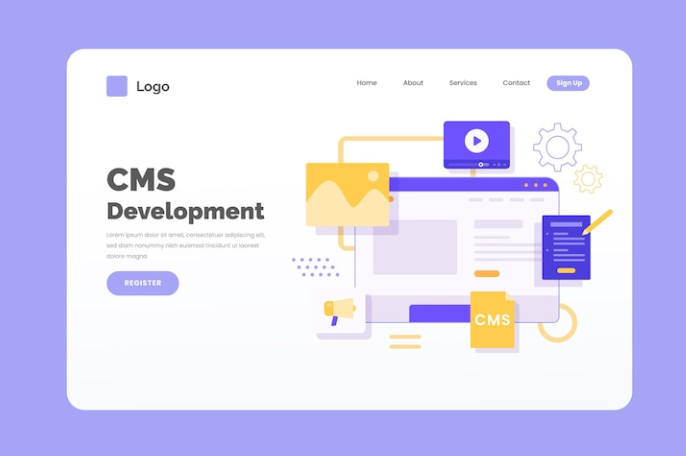 Logo
Home About Services Contact Sign Up
CMS
Development
Lorem ipsum dolor sit amet, consectetuer adipiscing elit,
sed diam nonummy nibh euismod tincidunt ut laoreet
dolore magna
REGISTER
CMS